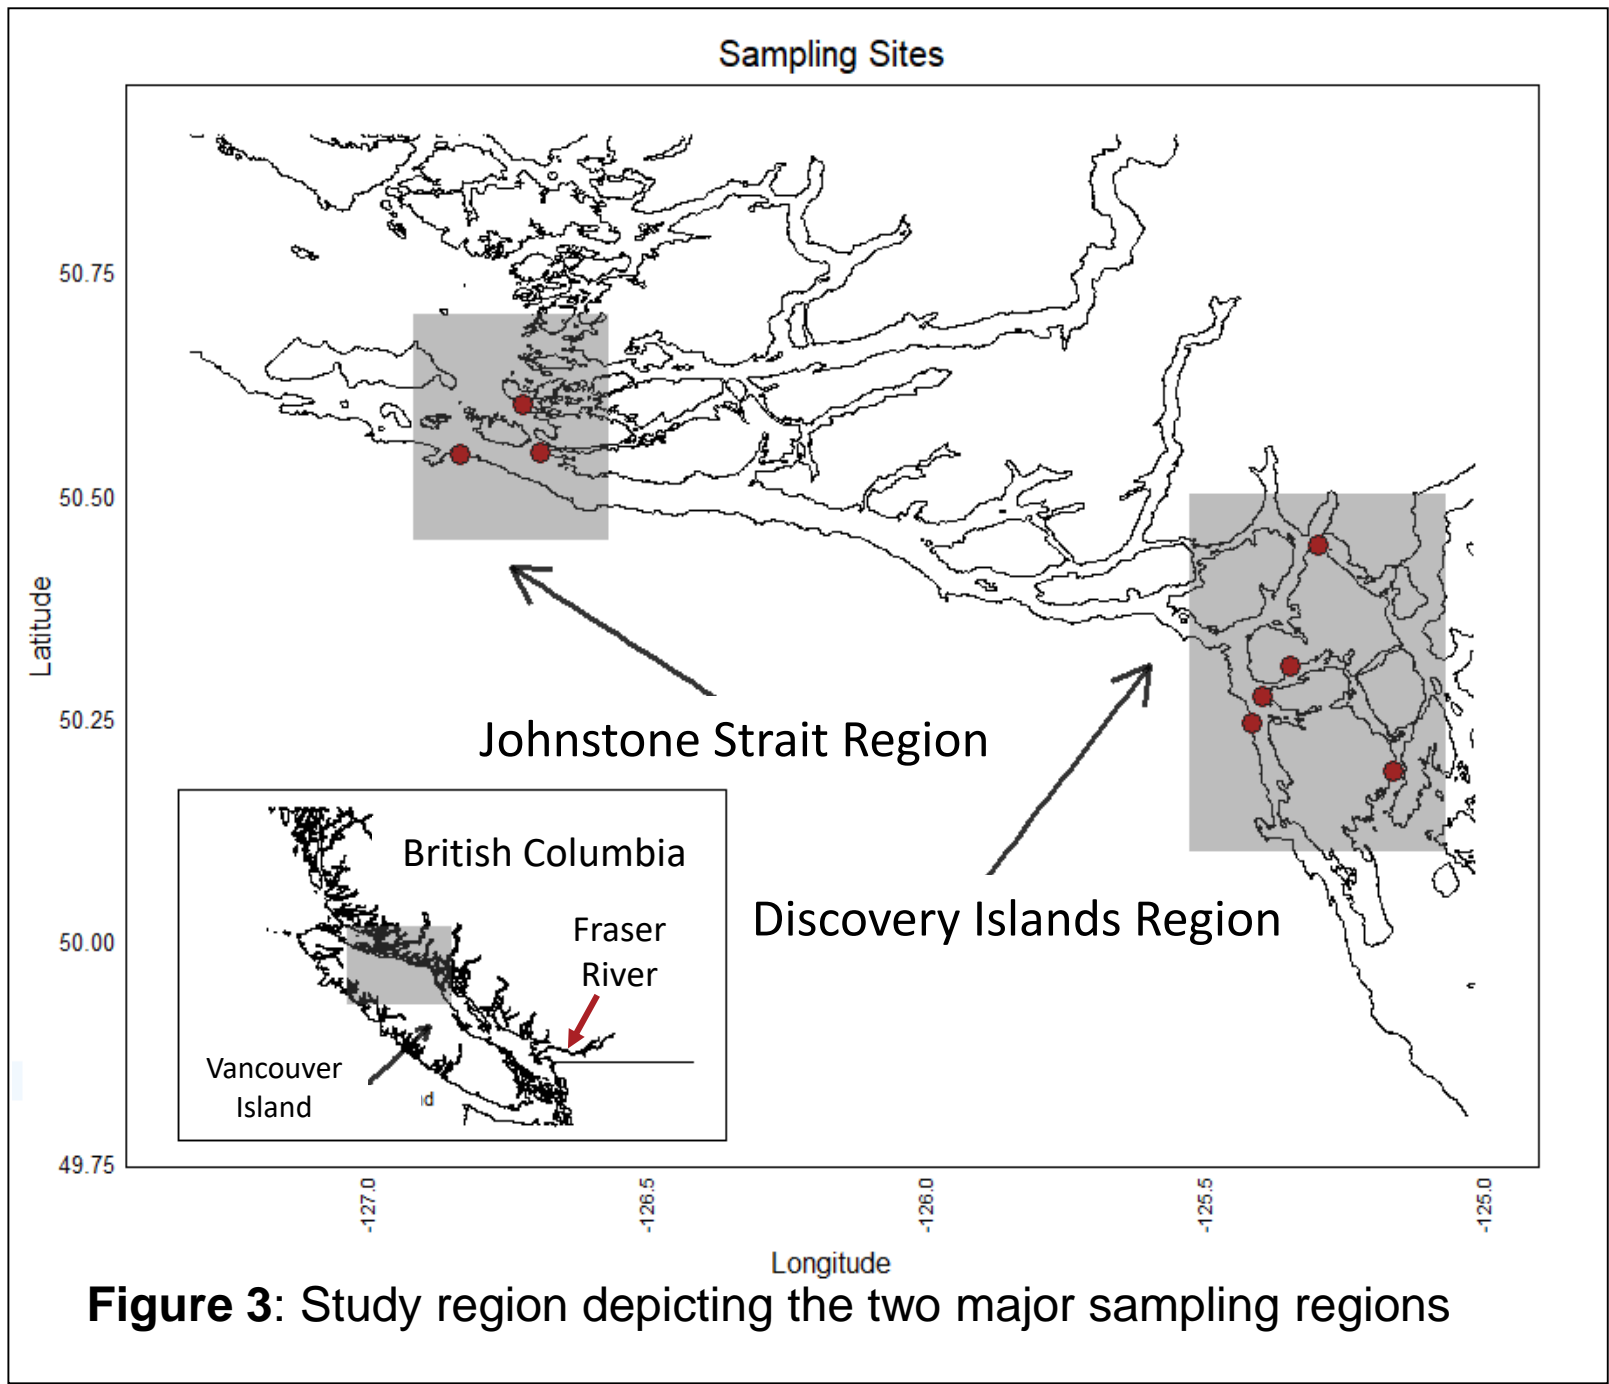 Sampling Sites
50.75
50.50
50.25
50.00
49.75
Latitude
Johnstone Strait Region
Discovery Islands Region
British Columbia
Fraser
River
Vancouver
Island
-127.0
-126.5
-126.0
-125.5
-125.0
Longitude
Figure 3: Study region depicting the two major sampling regions